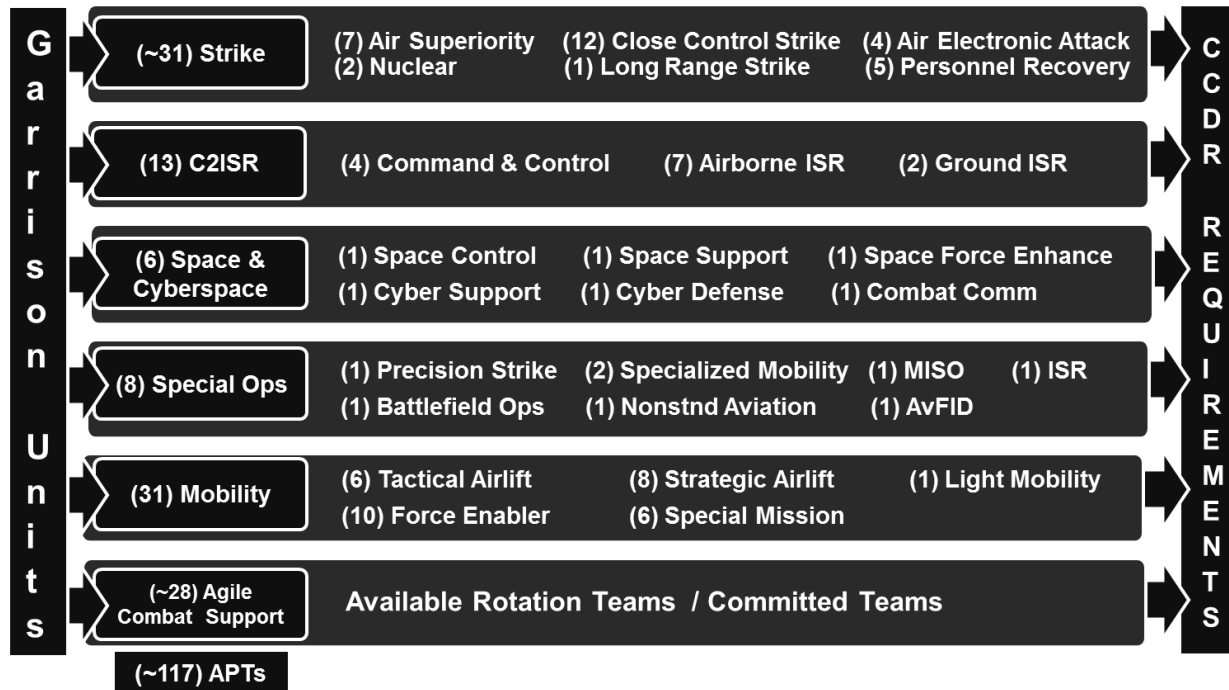 Garrison Units
(~31) Strike
(7) Air Superiority (12) Close Control Strike (4) Air Electronic Attack
(2) Nuclear (1) Long Range Strike (5) Personnel Recovery
(13) C2ISR
(4) Command & Control (7) Airborne ISR (2) Ground ISR
(6) Space &
Cyberspace
(1) Space Control (1) Space Support (1) Space Force Enhance
(1) Cyber Support (1) Cyber Defense (1) Combat Comm
(8) Special Ops
(1) Precision Strike (2) Specialized Mobility (1) MISO (1) ISR
(1) Battlefield Ops (1) Nonstnd Aviation (1) AvFID
(31) Mobility
(6) Tactical Airlift (8) Strategic Airlift (1) Light Mobility
(10) Force Enabler (6) Special Mission
(~28) Agile
Combat Support
Available Rotation Teams / Committed Teams
(~117) APTs
CCDR REQUIREMENTS